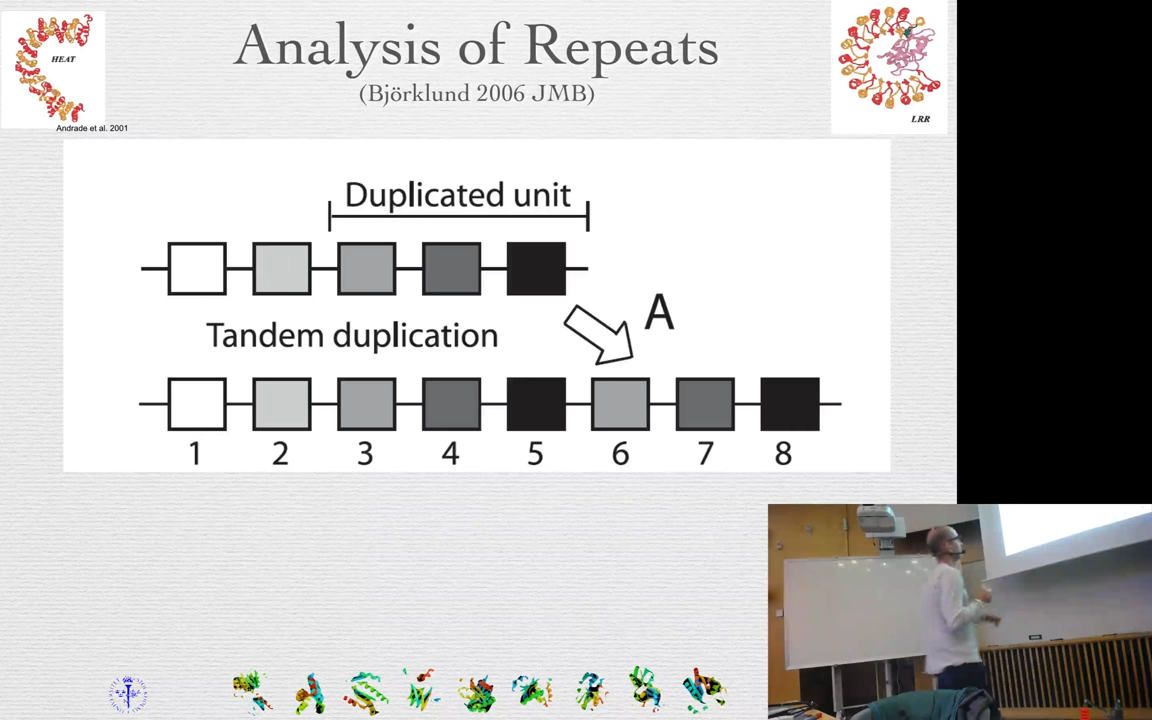 Analysis of Repeats
(Björklund 2006 JMB)
HEAT
Andrade et al. 2001
LRR
Duplicated unit
A
Tandem duplication
1 2 3 4 5 6 7 8